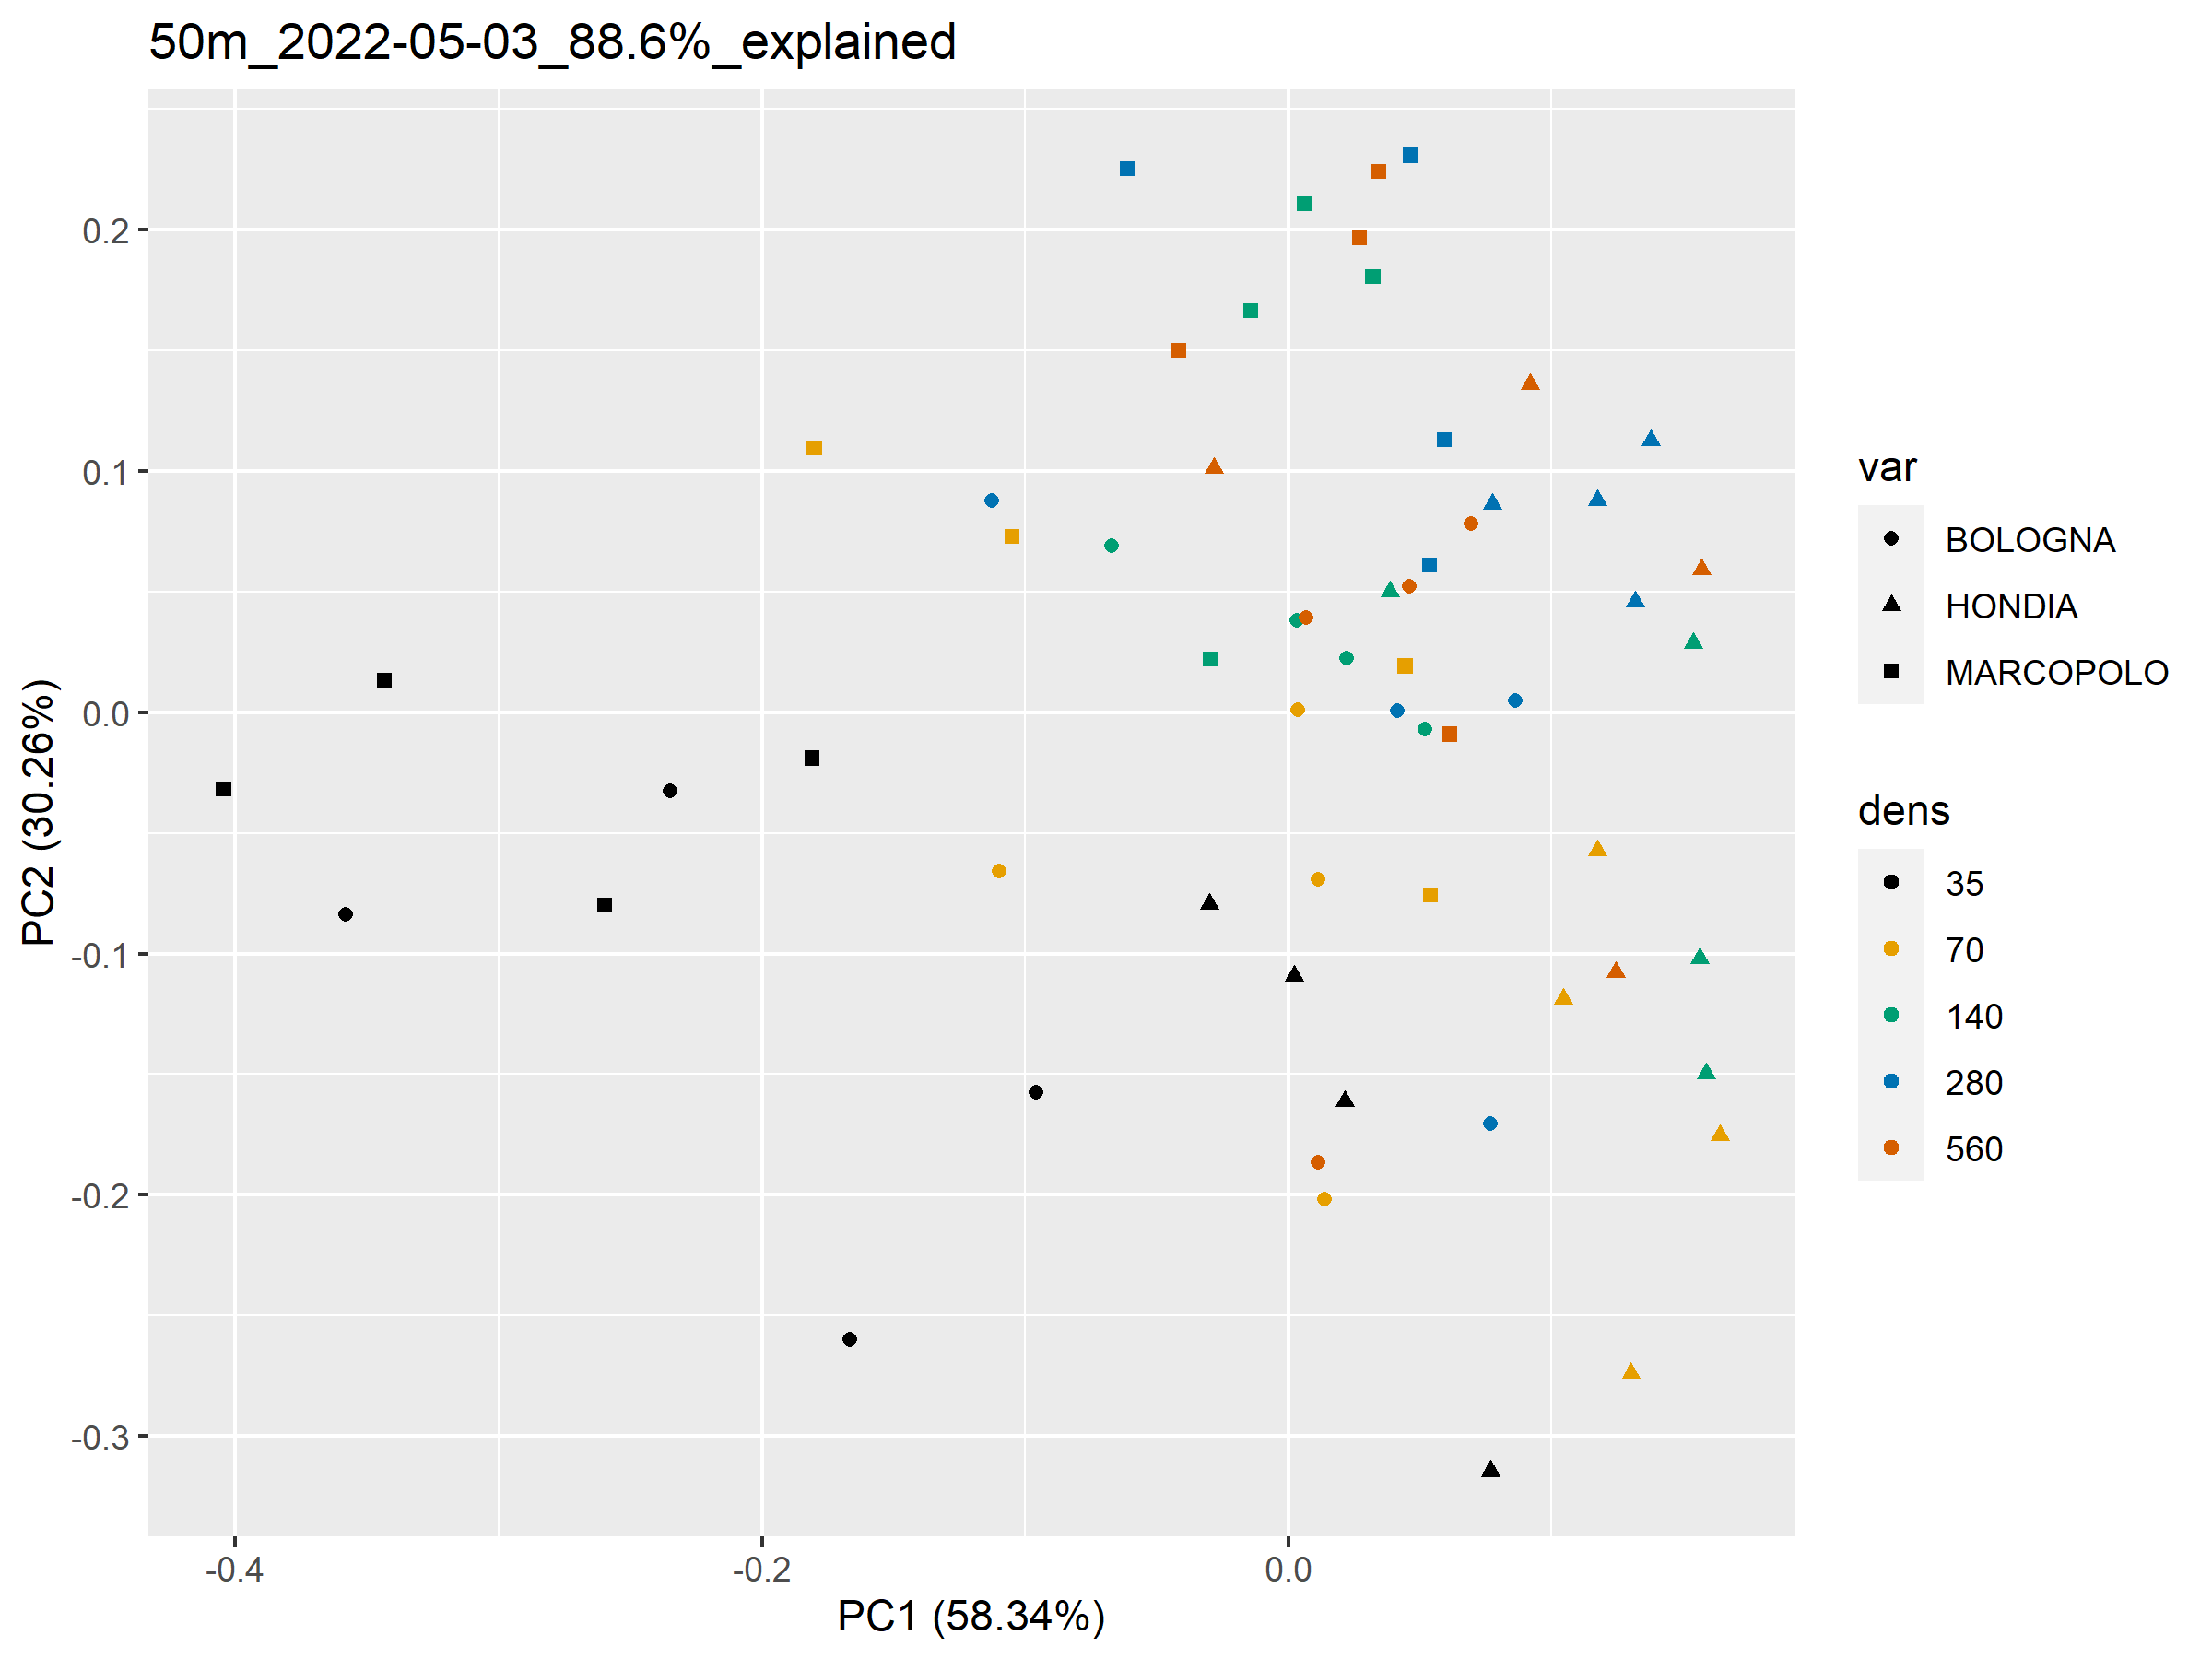 50m_2022-05-03_88.6%_explained
PC2 (30.26%)
0.2
0.1
0.0
-0.1
-0.2
-0.3
-0.4
-0.2
0.0
PC1 (58.34%)
var
BOLOGNA
HONDIA
MARCOPOLO
dens
35
70
140
280
560